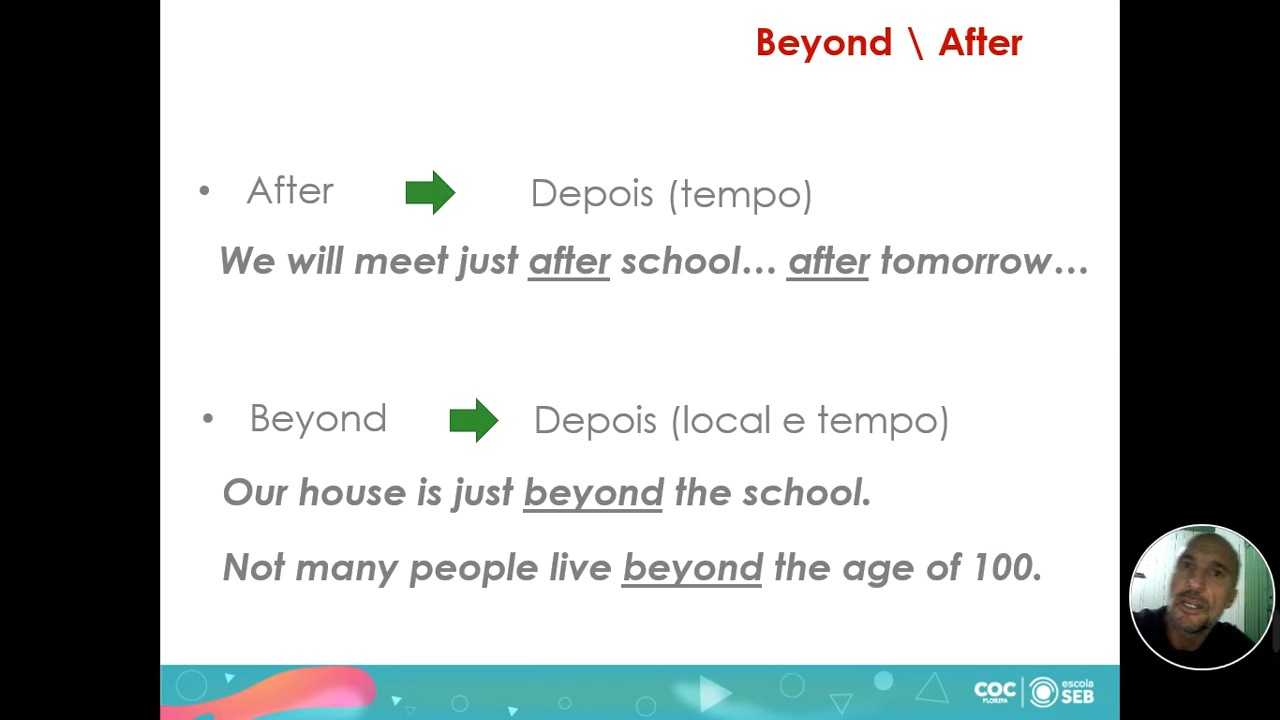 Beyond \ After
• After Depois (tempo)
We will meet just after school... after tomorrow...
• Beyond Depois (local e tempo)
Our house is just beyond the school.
Not many people live beyond the age of 100.
COC FLORIPA escola SEB